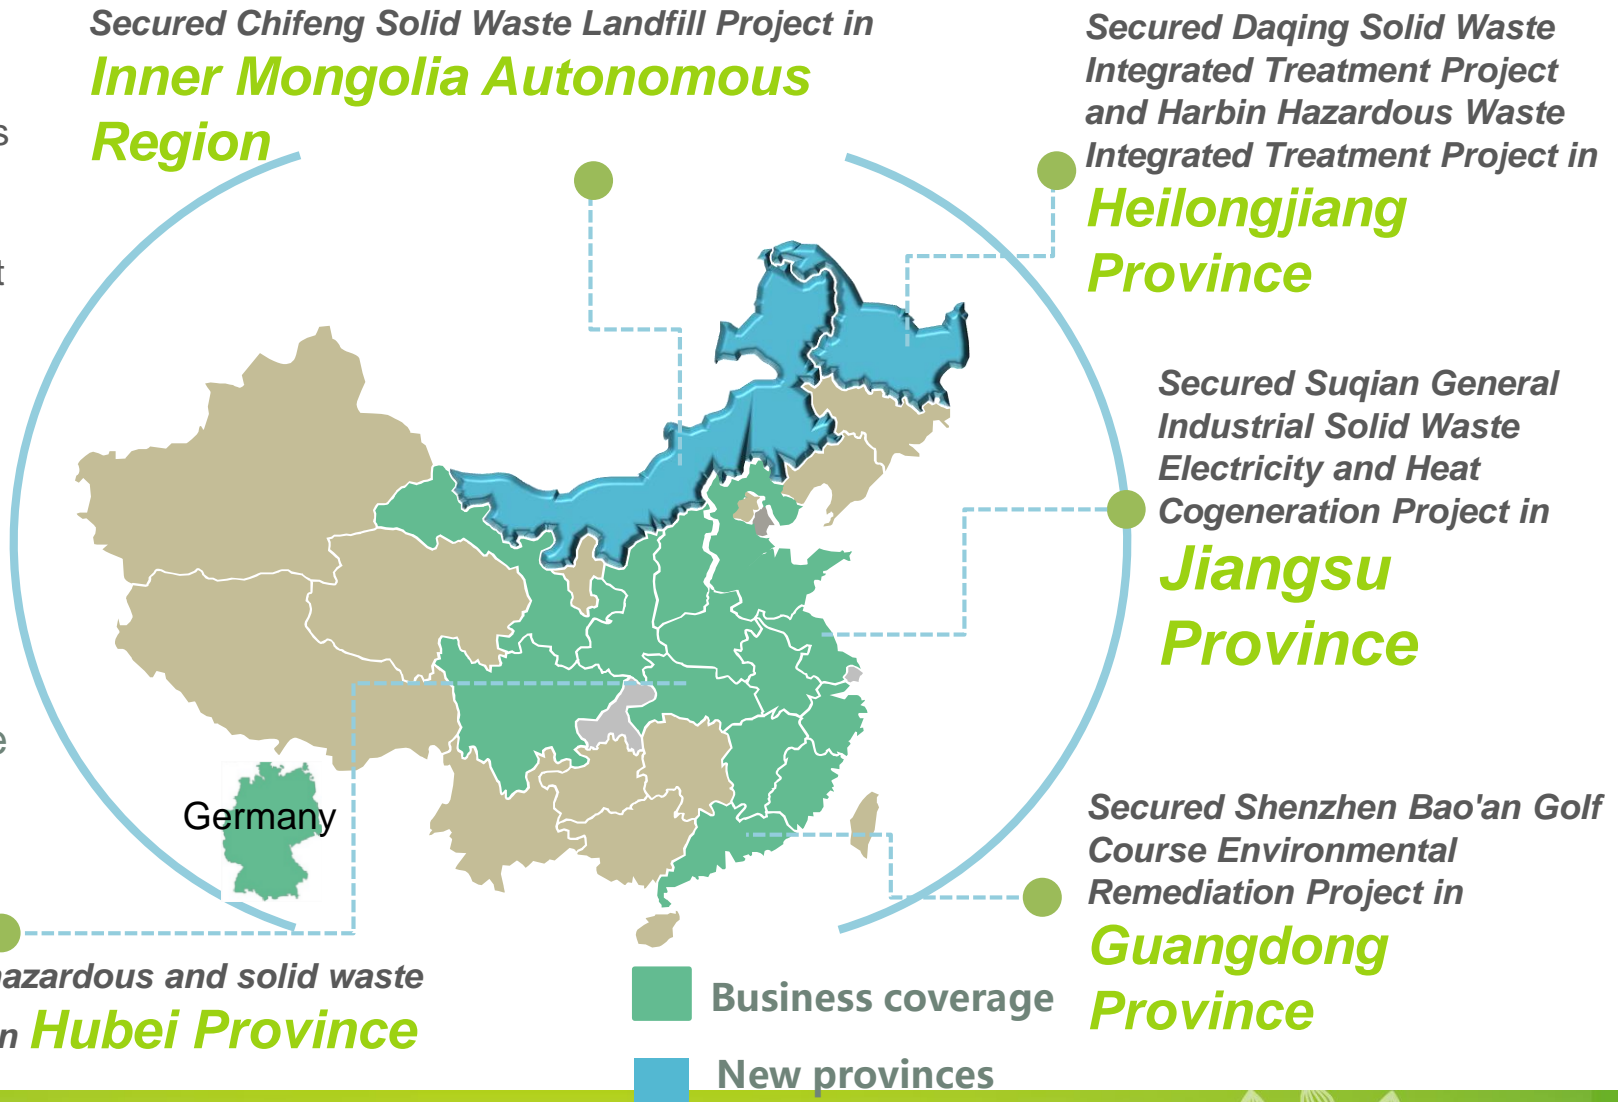 Secured Chifeng Solid Waste Landfill Project in
Inner Mongolia Autonomous
Region
Secured Daqing Solid Waste
Integrated Treatment Project
and Harbin Hazardous Waste
Integrated Treatment Project in
Heilongjiang
Province
Secured Suqian General
Industrial Solid Waste
Electricity and Heat
Cogeneration Project in
Jiangsu
Province
Germany
Secured Shenzhen Bao'an Golf
Course Environmental
Remediation Project in
Guangdong
Province
hazardous and solid waste
Hubei Province
Business coverage
New provinces